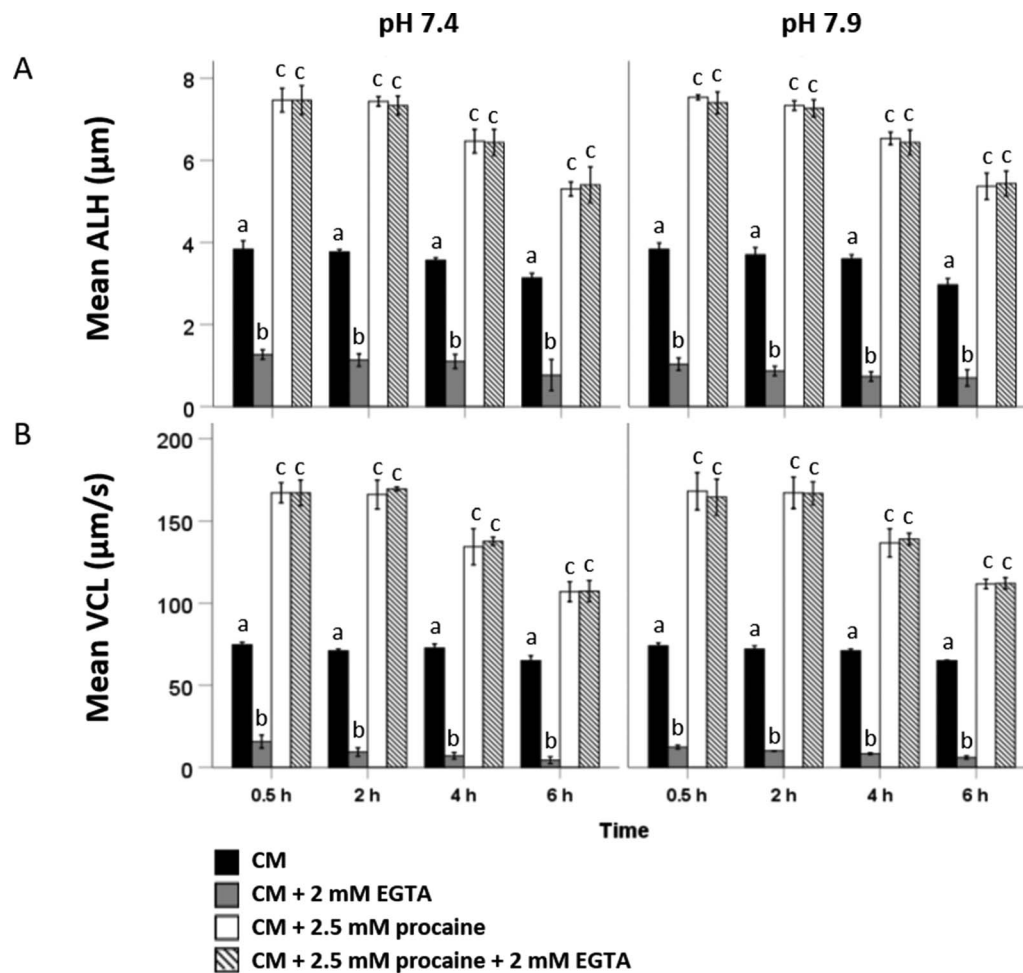 pH 7.4 pH 7.9
A
Mean ALH (μm)
8
6
4
2
0
c c c c c c c c c c c c c c c c
a a a a a a a a
b b b b b b b b
B
Mean VCL (μm/s)
200
150
100
50
0
c c c c c c c c c c c c c c c c
a a a a a a a a
b b b b b b b b
0.5 h 2 h 4 h 6 h 0.5 h 2 h 4 h 6 h
Time
CM
CM + 2 mM EGTA
CM + 2.5 mM procaine
CM + 2.5 mM procaine + 2 mM EGTA